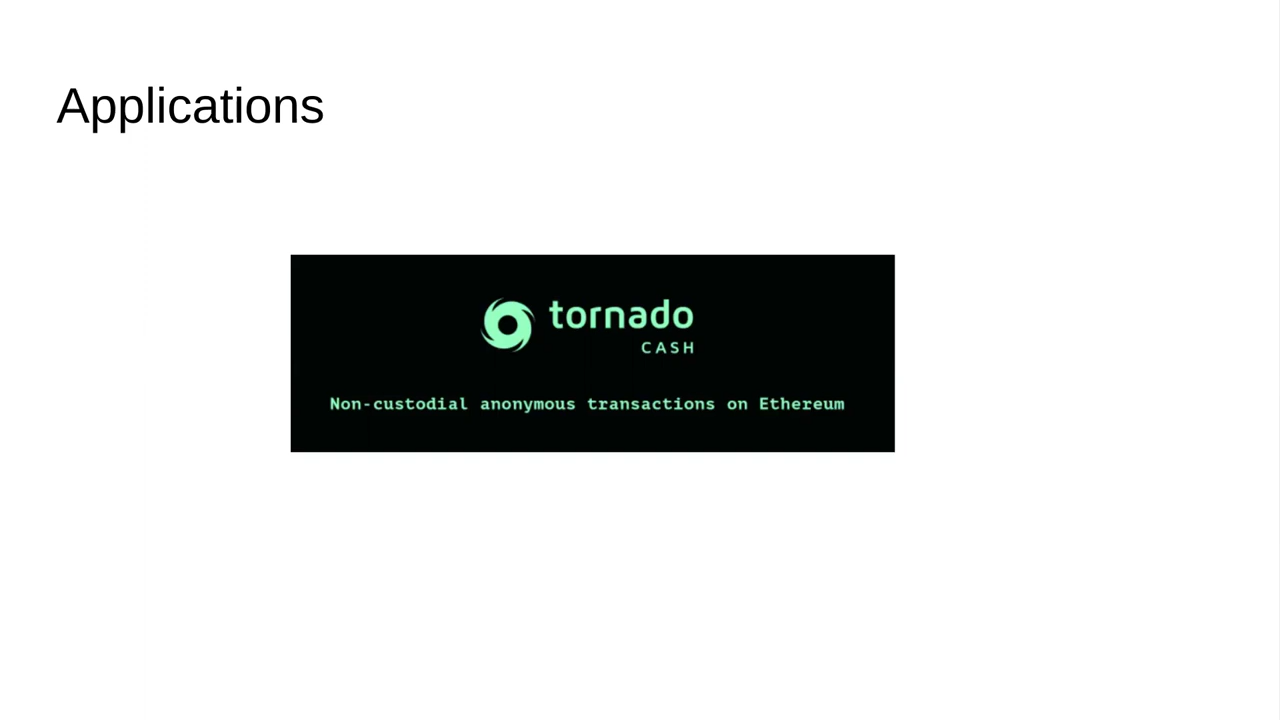 Applications
tornado
CASH
Non-custodial anonymous transactions on Ethereum